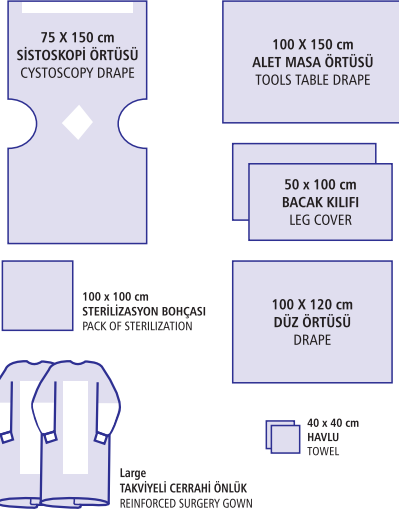 75 X 150 cm
SİSTOSKOPİ ÖRTÜSÜ
CYSTOSCOPY DRAPE
100 X 150 cm
ALET MASA ÖRTÜSÜ
TOOLS TABLE DRAPE
50 x 100 cm
BACAK KILIFI
LEG COVER
100 x 100 cm
STERİLİZASYON BOHÇASI
PACK OF STERILIZATION
100 X 120 cm
DÜZ ÖRTÜSÜ
DRAPE
40 x 40 cm
HAVLU
TOWEL
Large
TAKVİYELİ CERRAHİ ÖNLÜK
REINFORCED SURGERY GOWN